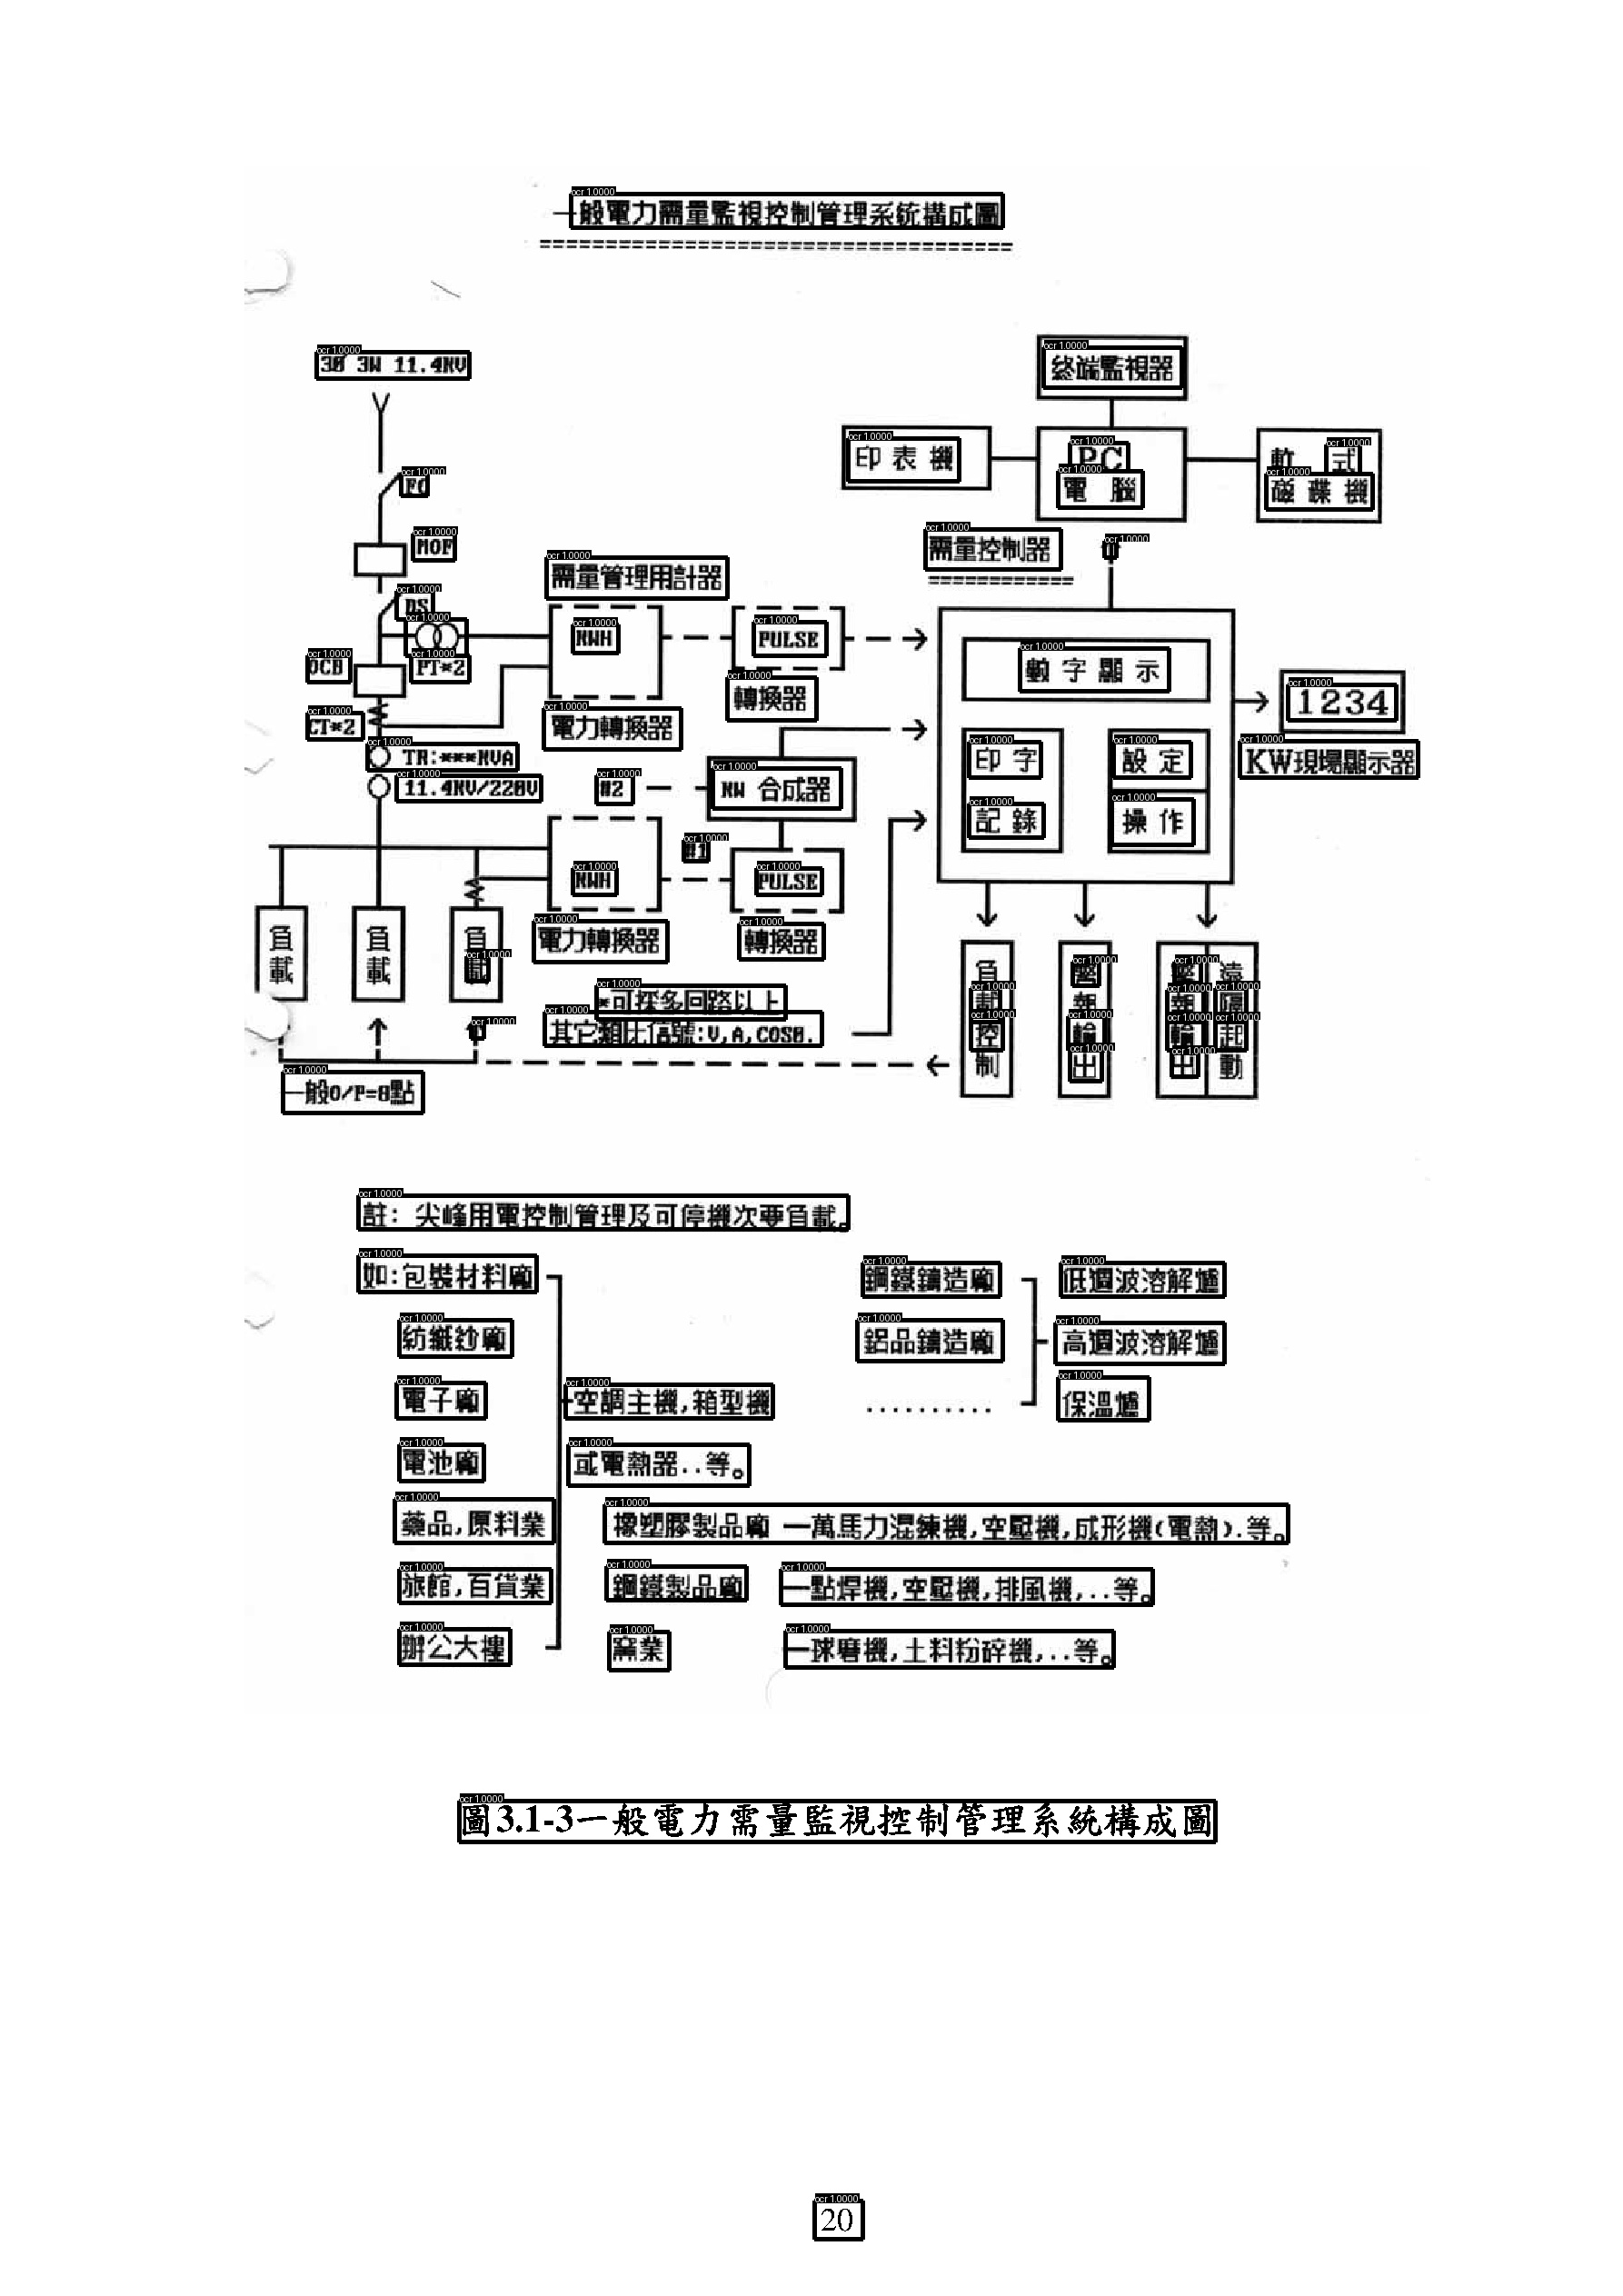 一般電力需量監視控制管理系統構成圖
3Ø 3W 11.4KV
終端監視器
印 表 機
PC
電 腦
軟 式
磁 碟 機
MOF
需量控制器
需量管理用計器
DS
KWH
PULSE
數 字 顯 示
OCB
PT*2
轉換器
1234
CT*2
電力轉換器
印 字
設 定
KW現場顯示器
TR:***KVA
11.4KV/220V
#2
KW 合成器
記 錄
操 作
#1
KWH
PULSE
電力轉換器
轉換器
負載
負載
負載
負載控制
警報輸出
警報輸出
遠隔起動
*可採多回路以上
其它類比信號:V,A,COSθ.
一般O/P=8點
註: 尖峰用電控制管理及可停機次要負載。
如:包裝材料廠
鋼鐵鑄造廠
低週波溶解爐
紡織紗廠
鋁品鑄造廠
高週波溶解爐
電子廠
空調主機,箱型機
..........
保溫爐
電池廠
或電熱器..等。
藥品,原料業
橡塑膠製品廠 一萬馬力混鍊機,空壓機,成形機(電熱).等。
旅館,百貨業
鋼鐵製品廠
一點焊機,空壓機,排風機,...等。
辦公大樓
窯業
一球磨機,土料粉碎機,...等。
圖3.1-3一般電力需量監視控制管理系統構成圖
20